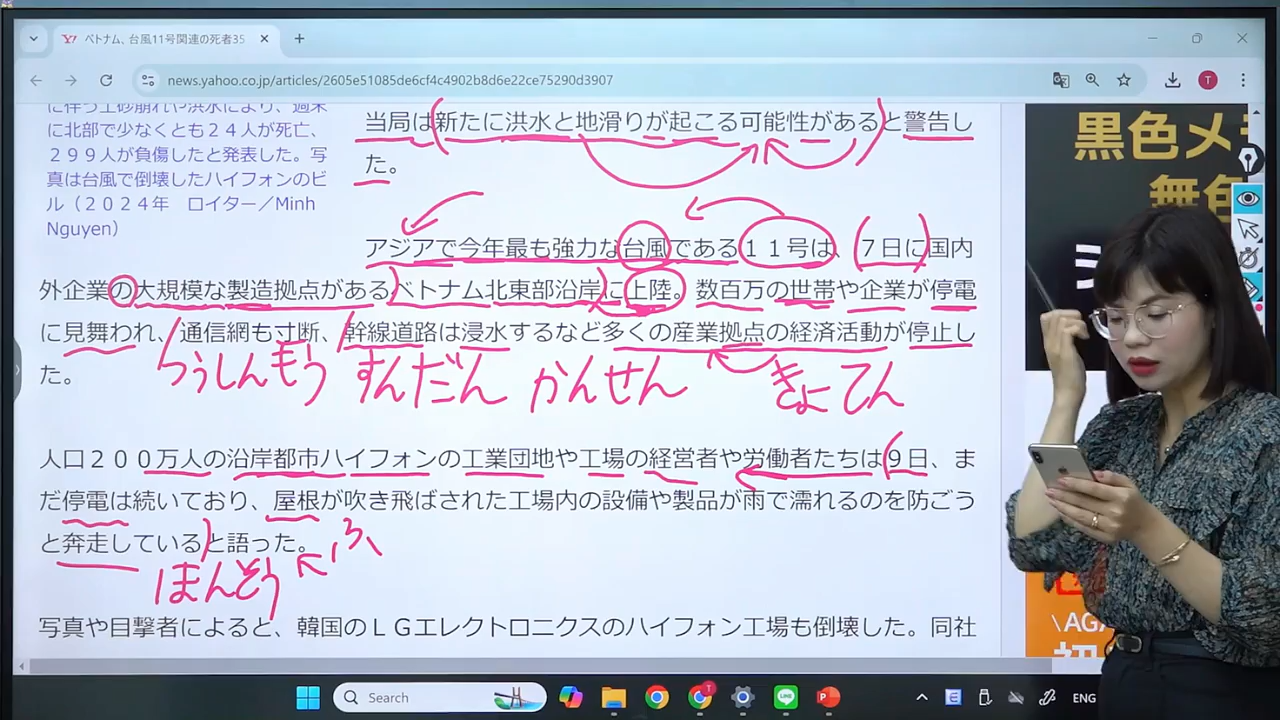 ベトナム、台風11号関連の死者35
news.yahoo.co.jp/articles/2605e51085de6cf4c4902b8d6e22ce75290d3907
T
に伴う土砂崩れや洪水により、週末
に北部で少なくとも２４人が死亡、
２９９人が負傷したと発表した。写
真は台風で倒壊したハイフォンのビ
ル（２０２４年　ロイター／Minh
Nguyen）
当局は新たに洪水と地滑りが起こる可能性があると警告し
た。
アジアで今年最も強力な台風である１１号は、７日に国内
外企業の大規模な製造拠点があるベトナム北東部沿岸に上陸。数百万の世帯や企業が停電
に見舞われ、通信網も寸断、幹線道路は浸水するなど多くの産業拠点の経済活動が停止し
た。
つうしんもう すんだん かんせん きょてん
人口２００万人の沿岸都市ハイフォンの工業団地や工場の経営者や労働者たちは９日、ま
だ停電は続いており、屋根が吹き飛ばされた工場内の設備や製品が雨で濡れるのを防ごう
と奔走していると語った。
ほんそう ふ
写真や目撃者によると、韓国のＬＧエレクトロニクスのハイフォン工場も倒壊した。同社
黒色メ
無色
\AGA
Search
T
ENG